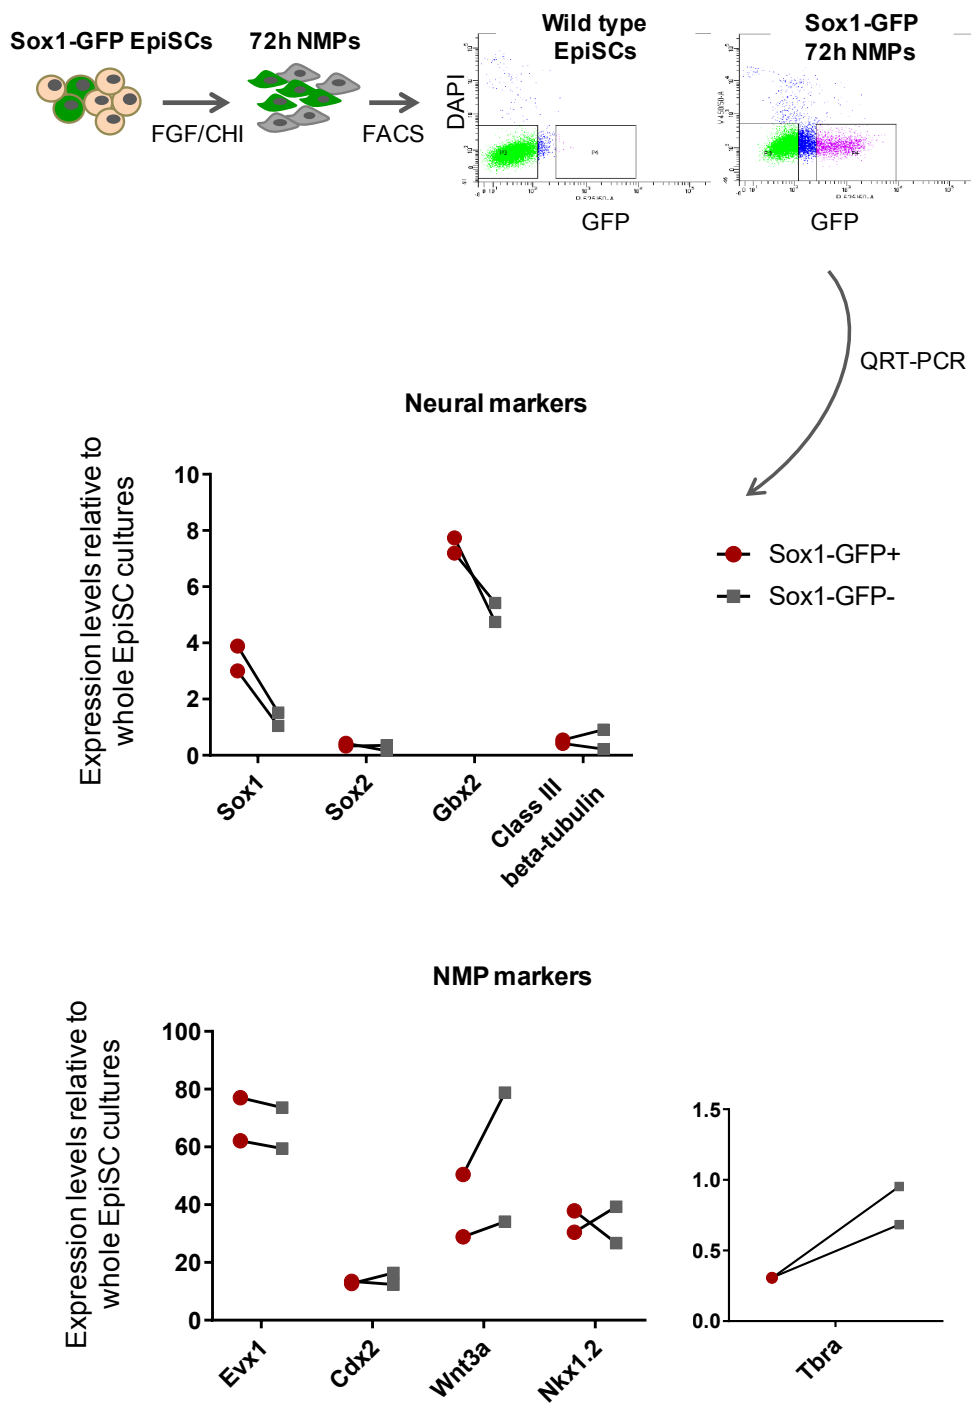 Sox1-GFP EpiSCs
72h NMPs
Wild type
EpiSCs
Sox1-GFP
72h NMPs
FGF/CHI
FACS
DAPI
P4
GFP
GFP
QRT-PCR
Neural markers
Expression levels relative to
whole EpiSC cultures
10
8
6
4
2
0
Sox1
Sox2
Gbx2
Class III
beta-tubulin
Sox1-GFP+
Sox1-GFP-
NMP markers
Expression levels relative to
whole EpiSC cultures
100
80
60
40
20
0
Evx1
Cdx2
Wnt3a
Nkx1.2
1.5
1.0
0.5
0.0
Tbra